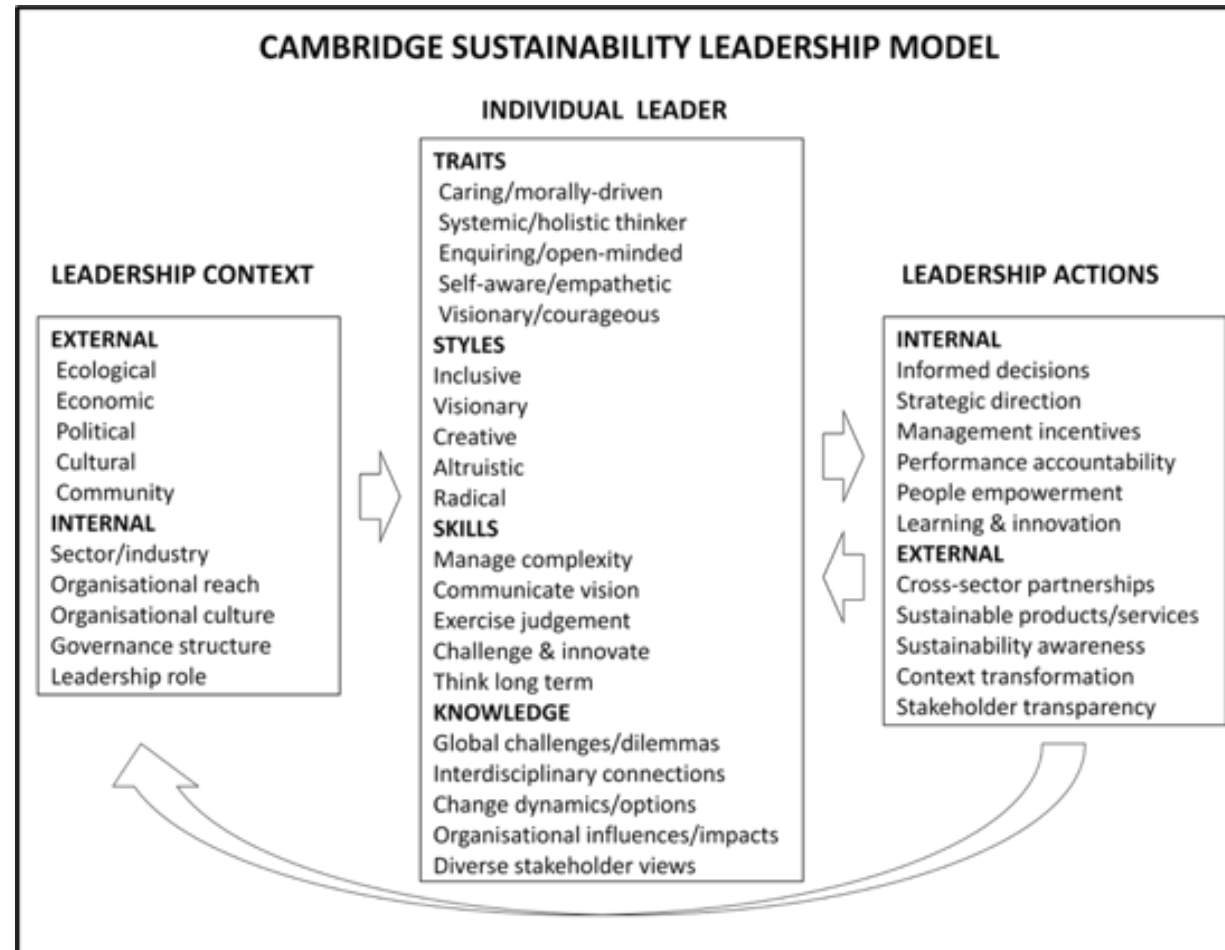 CAMBRIDGE SUSTAINABILITY LEADERSHIP MODEL
LEADERSHIP CONTEXT
EXTERNAL
Ecological
Economic
Political
Cultural
Community
INTERNAL
Sector/industry
Organisational reach
Organisational culture
Governance structure
Leadership role
INDIVIDUAL LEADER
TRAITS
Caring/morally-driven
Systemic/holistic thinker
Enquiring/open-minded
Self-aware/empathetic
Visionary/courageous
STYLES
Inclusive
Visionary
Creative
Altruistic
Radical
SKILLS
Manage complexity
Communicate vision
Exercise judgement
Challenge & innovate
Think long term
KNOWLEDGE
Global challenges/dilemmas
Interdisciplinary connections
Change dynamics/options
Organisational influences/impacts
Diverse stakeholder views
LEADERSHIP ACTIONS
INTERNAL
Informed decisions
Strategic direction
Management incentives
Performance accountability
People empowerment
Learning & innovation
EXTERNAL
Cross-sector partnerships
Sustainable products/services
Sustainability awareness
Context transformation
Stakeholder transparency